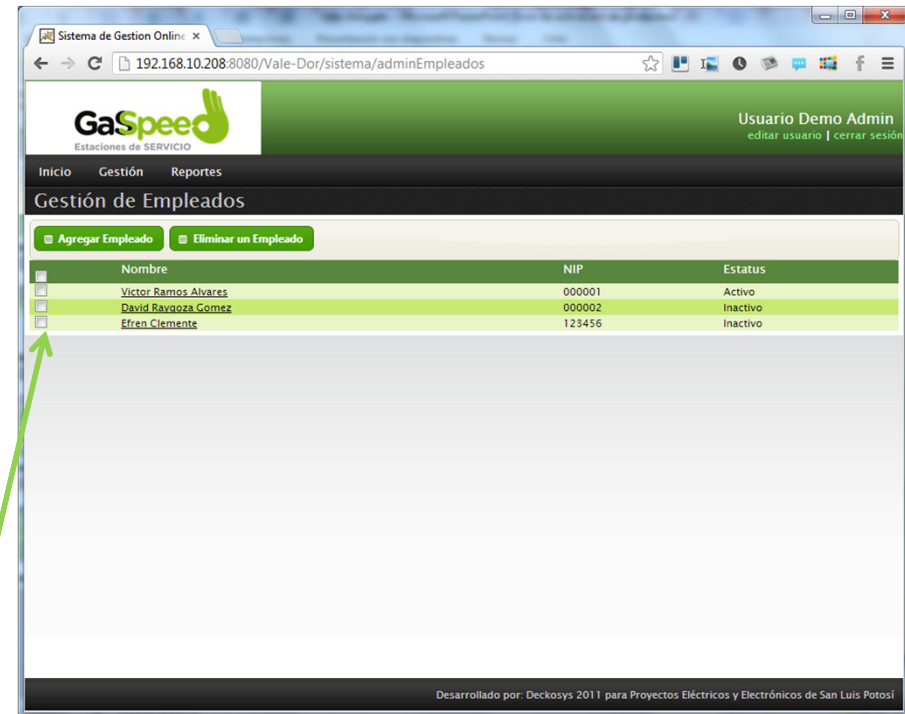 Sistema de Gestion Online
192.168.10.208:8080/Vale-Dor/sistema/adminEmpleados
GaSpeed
Estaciones de SERVICIO
Usuario Demo Admin
editar usuario | cerrar sesión
Inicio Gestión Reportes
Gestión de Empleados
Agregar Empleado Eliminar un Empleado
Nombre NIP Estatus
Victor Ramos Alvares 000001 Activo
David Raygoza Gomez 000002 Inactivo
Efren Clemente 123456 Inactivo
Desarrollado por: Deckosys 2011 para Proyectos Eléctricos y Electrónicos de San Luis Potosí